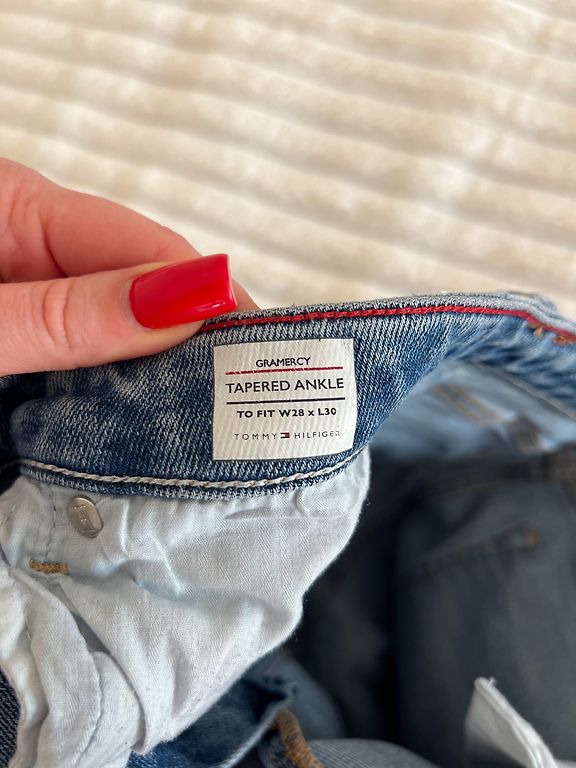 GRAMERCY
TAPERED ANKLE
TO FIT W28 x L30
TOMMY HILFIGER